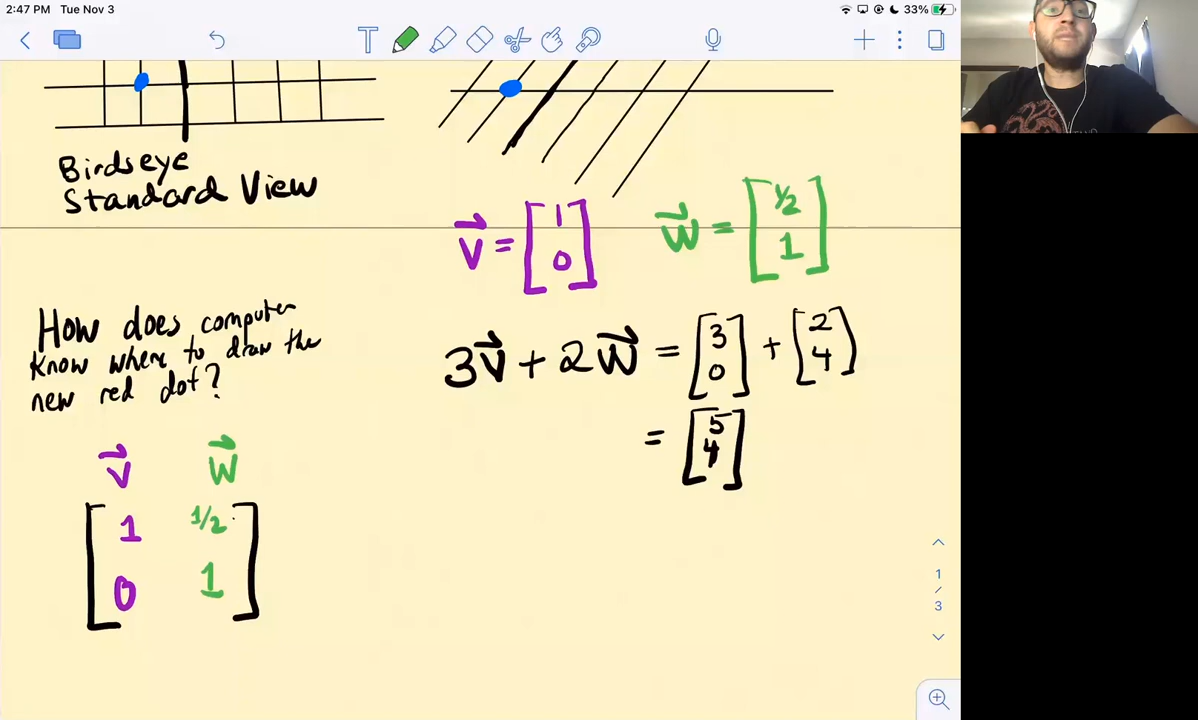 2:47 PM Tue Nov 3
33%
T
Birdseye
Standard View
v = [1 0]
w = [1/2 1]
How does computer
know where to draw the
new red dot?
3v + 2w = [3 0] + [2 4]
= [5 4]
v w
1 1/2
0 1
1
/
3